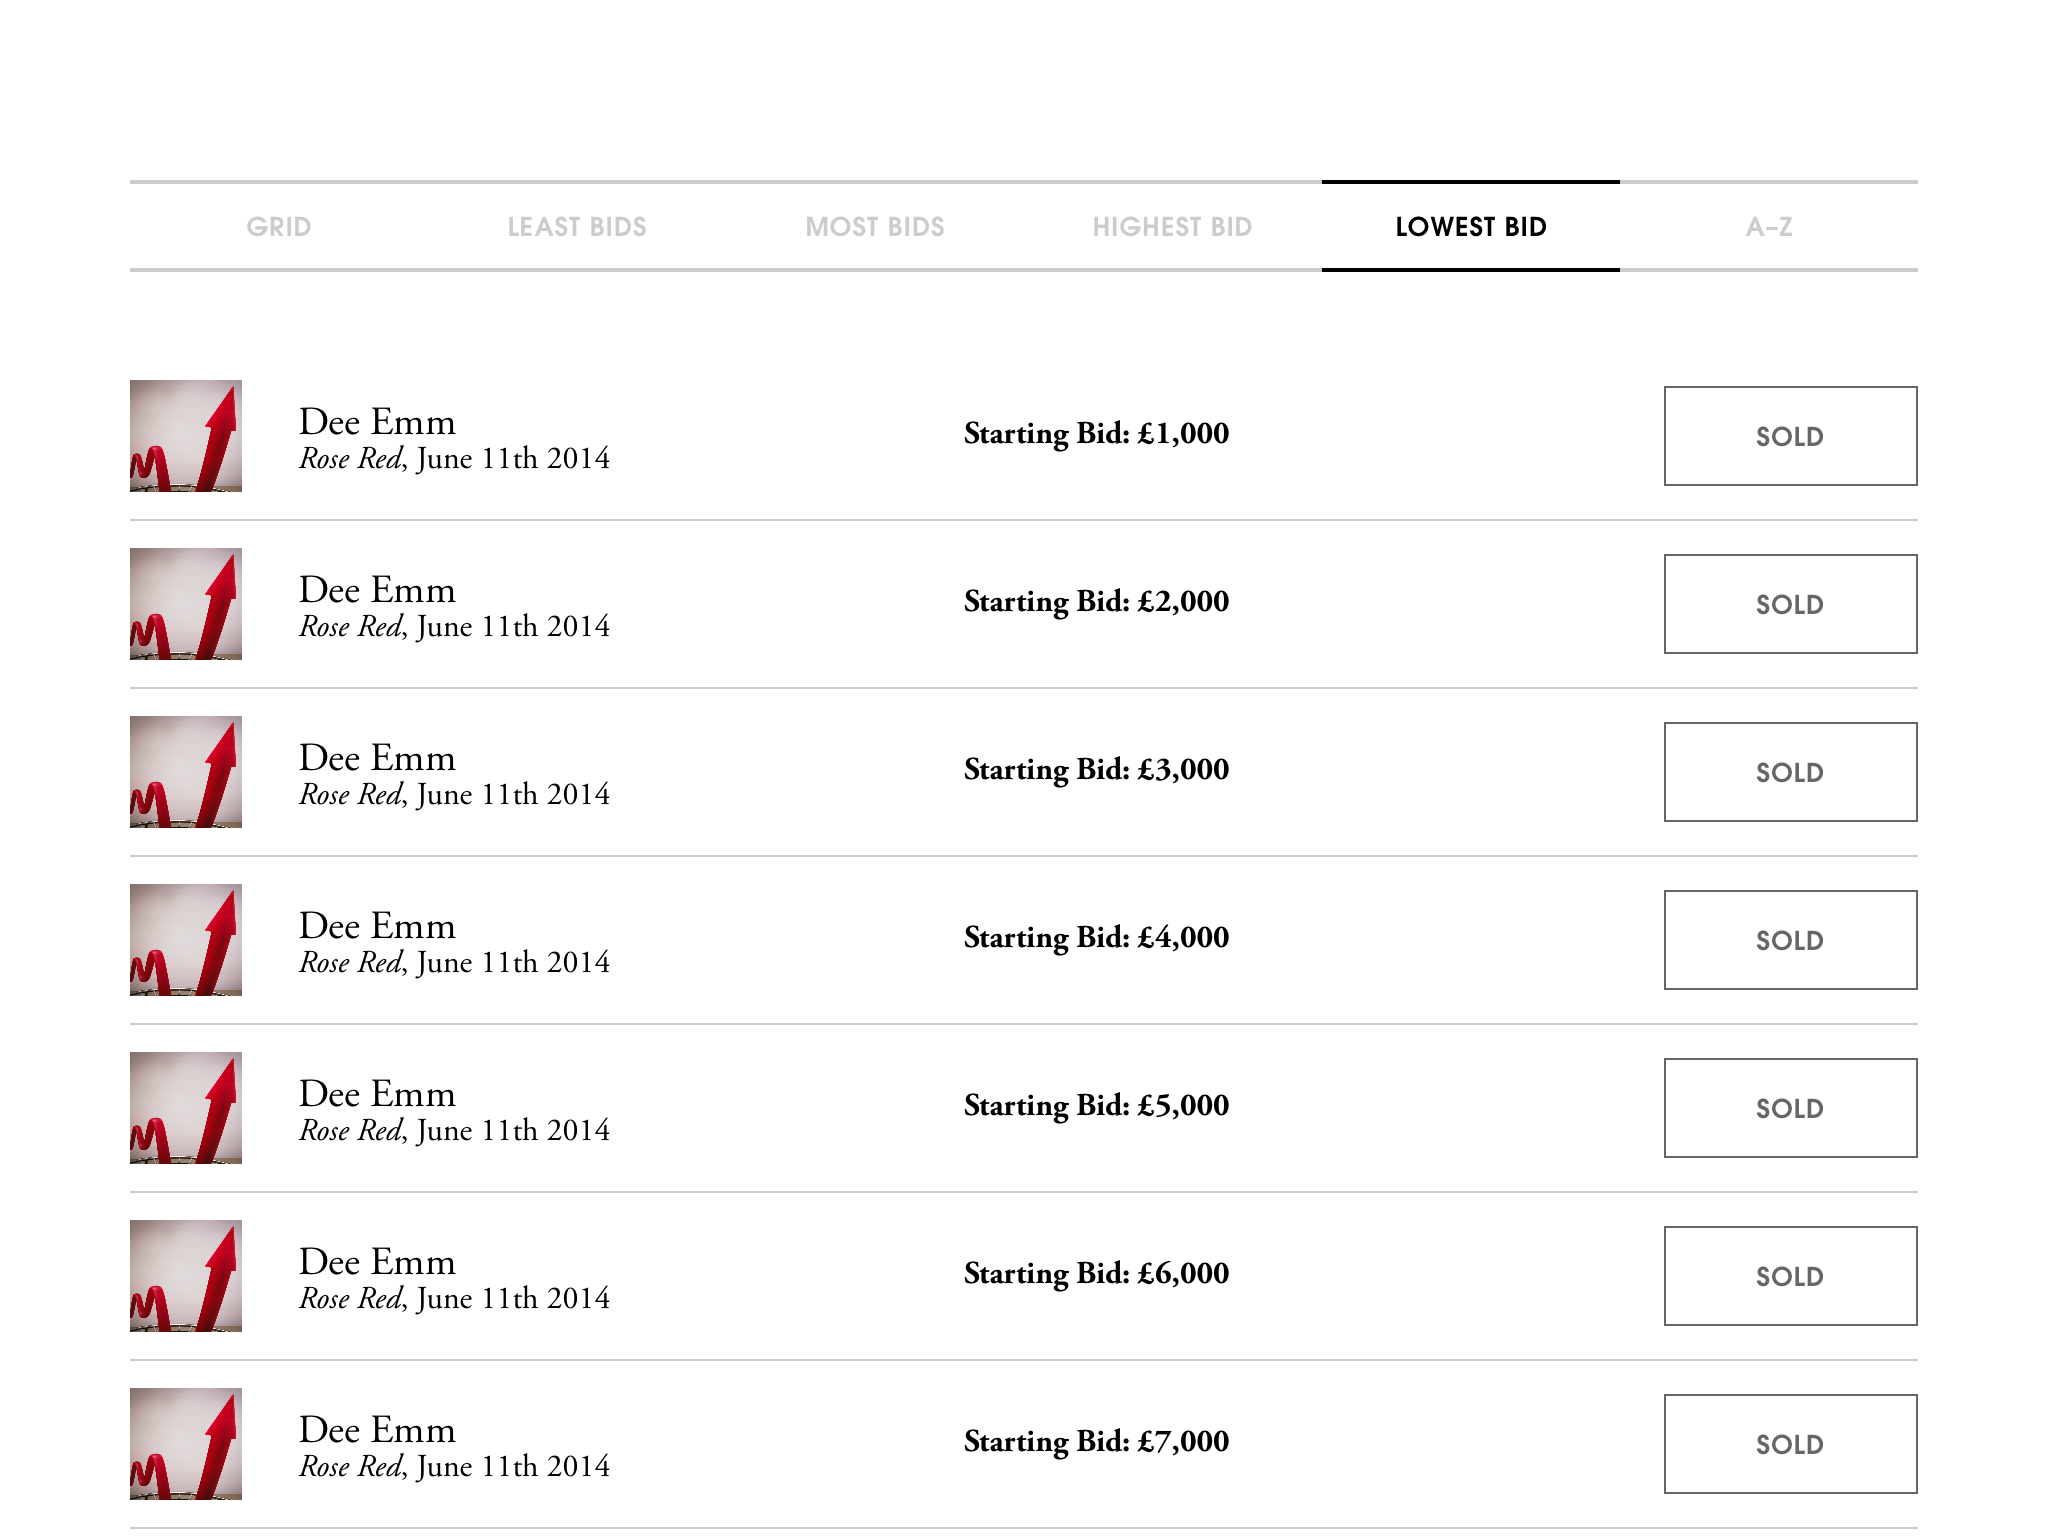 GRID LEAST BIDS MOST BIDS HIGHEST BID LOWEST BID A–Z
Dee Emm
Rose Red, June 11th 2014
Starting Bid: £1,000
SOLD
Dee Emm
Rose Red, June 11th 2014
Starting Bid: £2,000
SOLD
Dee Emm
Rose Red, June 11th 2014
Starting Bid: £3,000
SOLD
Dee Emm
Rose Red, June 11th 2014
Starting Bid: £4,000
SOLD
Dee Emm
Rose Red, June 11th 2014
Starting Bid: £5,000
SOLD
Dee Emm
Rose Red, June 11th 2014
Starting Bid: £6,000
SOLD
Dee Emm
Rose Red, June 11th 2014
Starting Bid: £7,000
SOLD